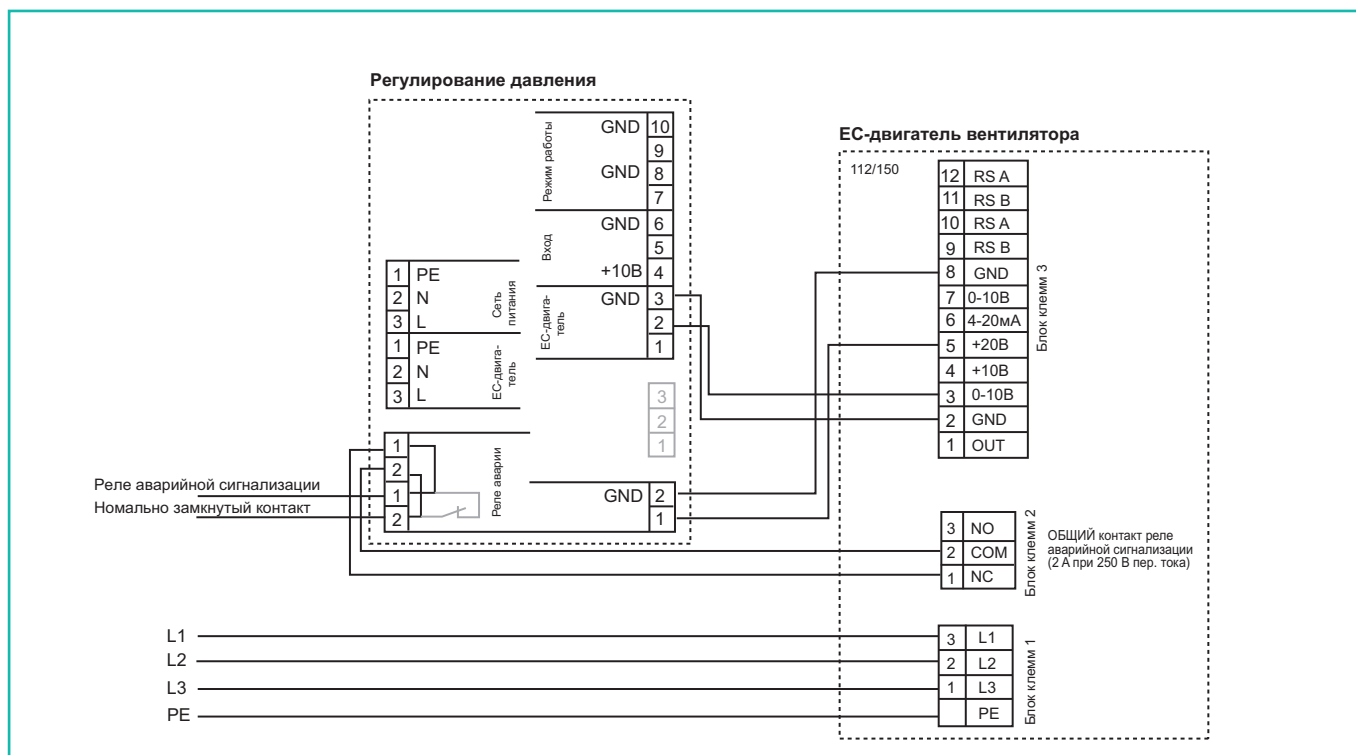 Регулирование давления
GND 10
9
GND 8
7
Режим работы
GND 6
5
+10В 4
Вход
GND 3
2
1
ЕС-двига-
тель
1 PE
2 N
3 L
Сеть
питания
1 PE
2 N
3 L
ЕС-двига-
тель
3
2
1
1
2
1
2
Реле аварии
GND 2
1
Реле аварийной сигнализации
Номально замкнутый контакт
ЕС-двигатель вентилятора
112/150
12 RS A
11 RS B
10 RS A
9 RS B
8 GND
7 0-10В
6 4-20мА
5 +20В
4 +10В
3 0-10В
2 GND
1 OUT
Блок клемм 3
3 NO
2 COM
1 NC
Блок клемм 2
ОБЩИЙ контакт реле
аварийной сигнализации
(2 А при 250 В пер. тока)
L1
L2
L3
PE
3 L1
2 L2
1 L3
PE
Блок клемм 1